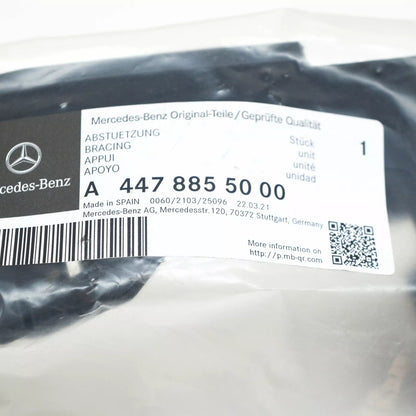 Mercedes-Benz Original-Teile/Geprüfte Qualität
ABSTUETZUNG
BRACING
APPUI
APOYO
Stück
unit
unité
unidad
1
rcedes-Benz
A 447 885 50 00
Made in SPAIN 0060/2103/25096 22.03.21
Mercedes-Benz AG, Mercedesstr.120, 70372 Stuttgart, Germany
More information on
http://p.mb-qr.com